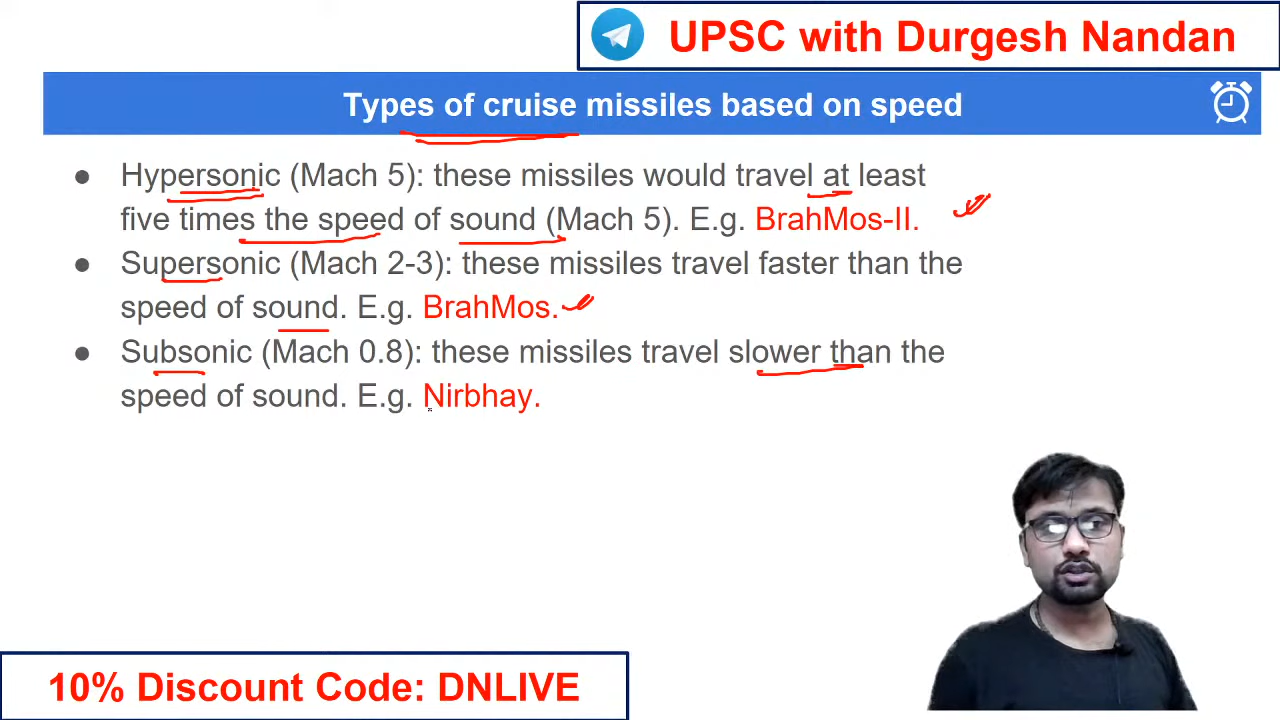 UPSC with Durgesh Nandan
Types of cruise missiles based on speed
● Hypersonic (Mach 5): these missiles would travel at least
five times the speed of sound (Mach 5). E.g. BrahMos-II.
● Supersonic (Mach 2-3): these missiles travel faster than the
speed of sound. E.g. BrahMos.
● Subsonic (Mach 0.8): these missiles travel slower than the
speed of sound. E.g. Nirbhay.
10% Discount Code: DNLIVE